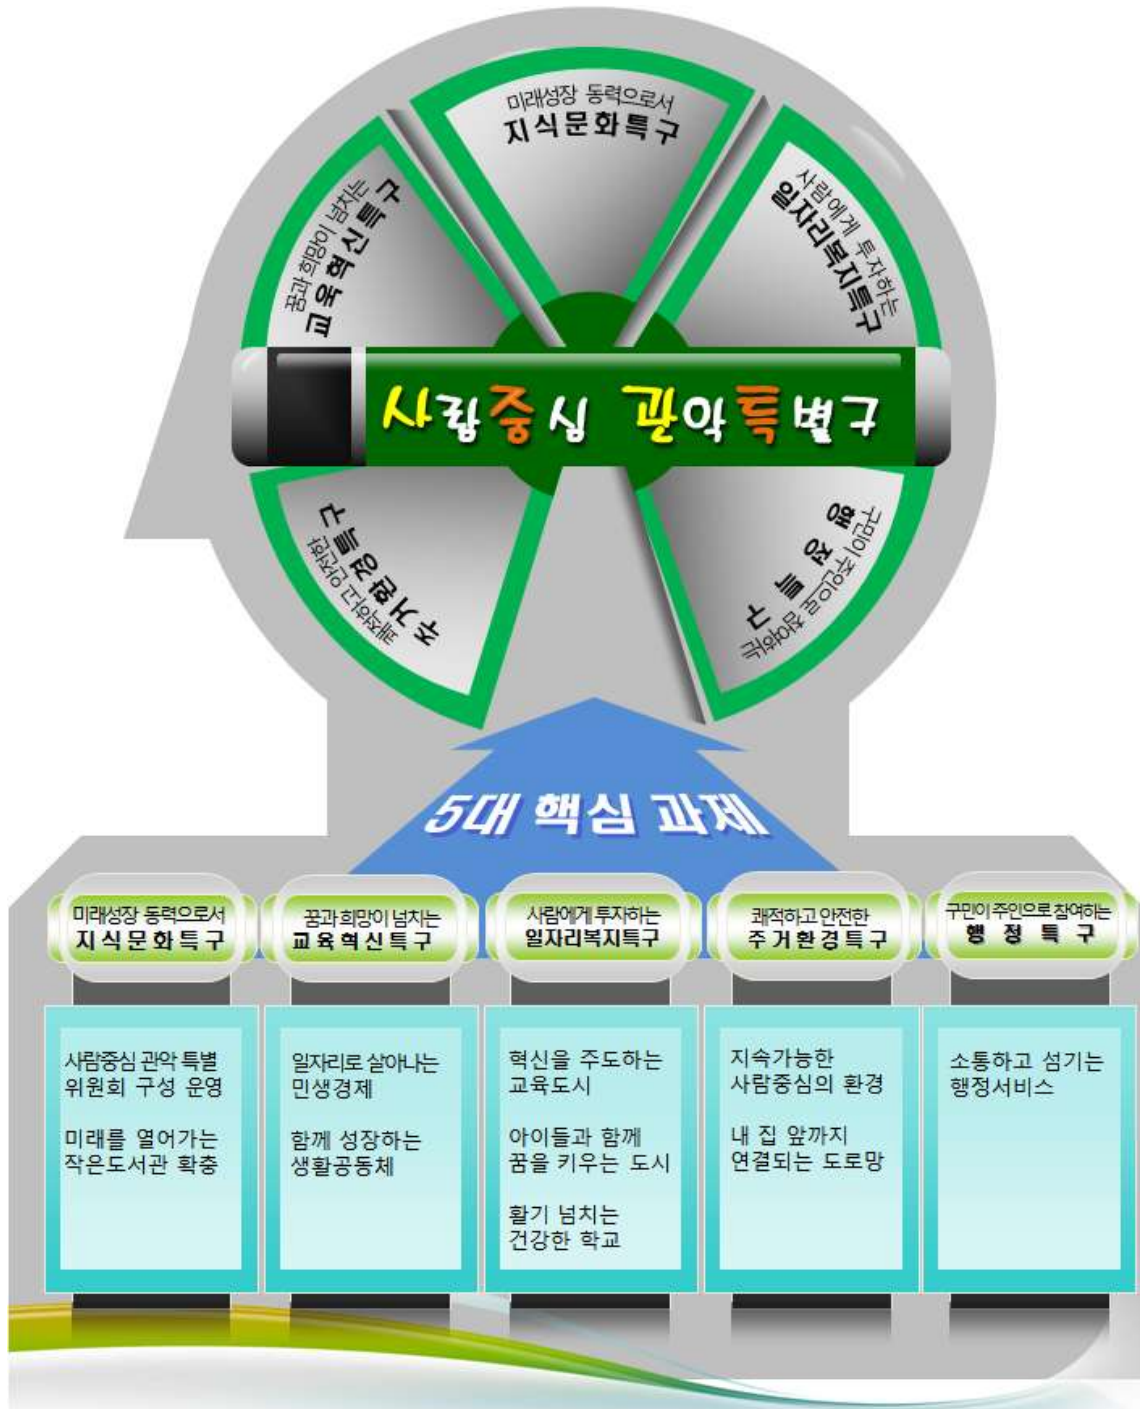 미래성장 동력으로서
지식문화특구
꿈과 희망이 넘치는
교육혁신특구
사람에게 투자하는
일자리복지특구
사람중심 관악특별구
쾌적하고 안전한
주거환경특구
구민이 주인으로 참여하는
행정특구
5대 핵심 과제
미래성장 동력으로서
지식문화특구
사람중심 관악 특별
위원회 구성 운영
미래를 열어가는
작은도서관 확충
꿈과 희망이 넘치는
교육혁신특구
일자리로 살아나는
민생경제
함께 성장하는
생활공동체
사람에게 투자하는
일자리복지특구
혁신을 주도하는
교육도시
아이들과 함께
꿈을 키우는 도시
활기 넘치는
건강한 학교
쾌적하고 안전한
주거환경특구
지속가능한
사람중심의 환경
내 집 앞까지
연결되는 도로망
구민이 주인으로 참여하는
행 정 특 구
소통하고 섬기는
행정서비스